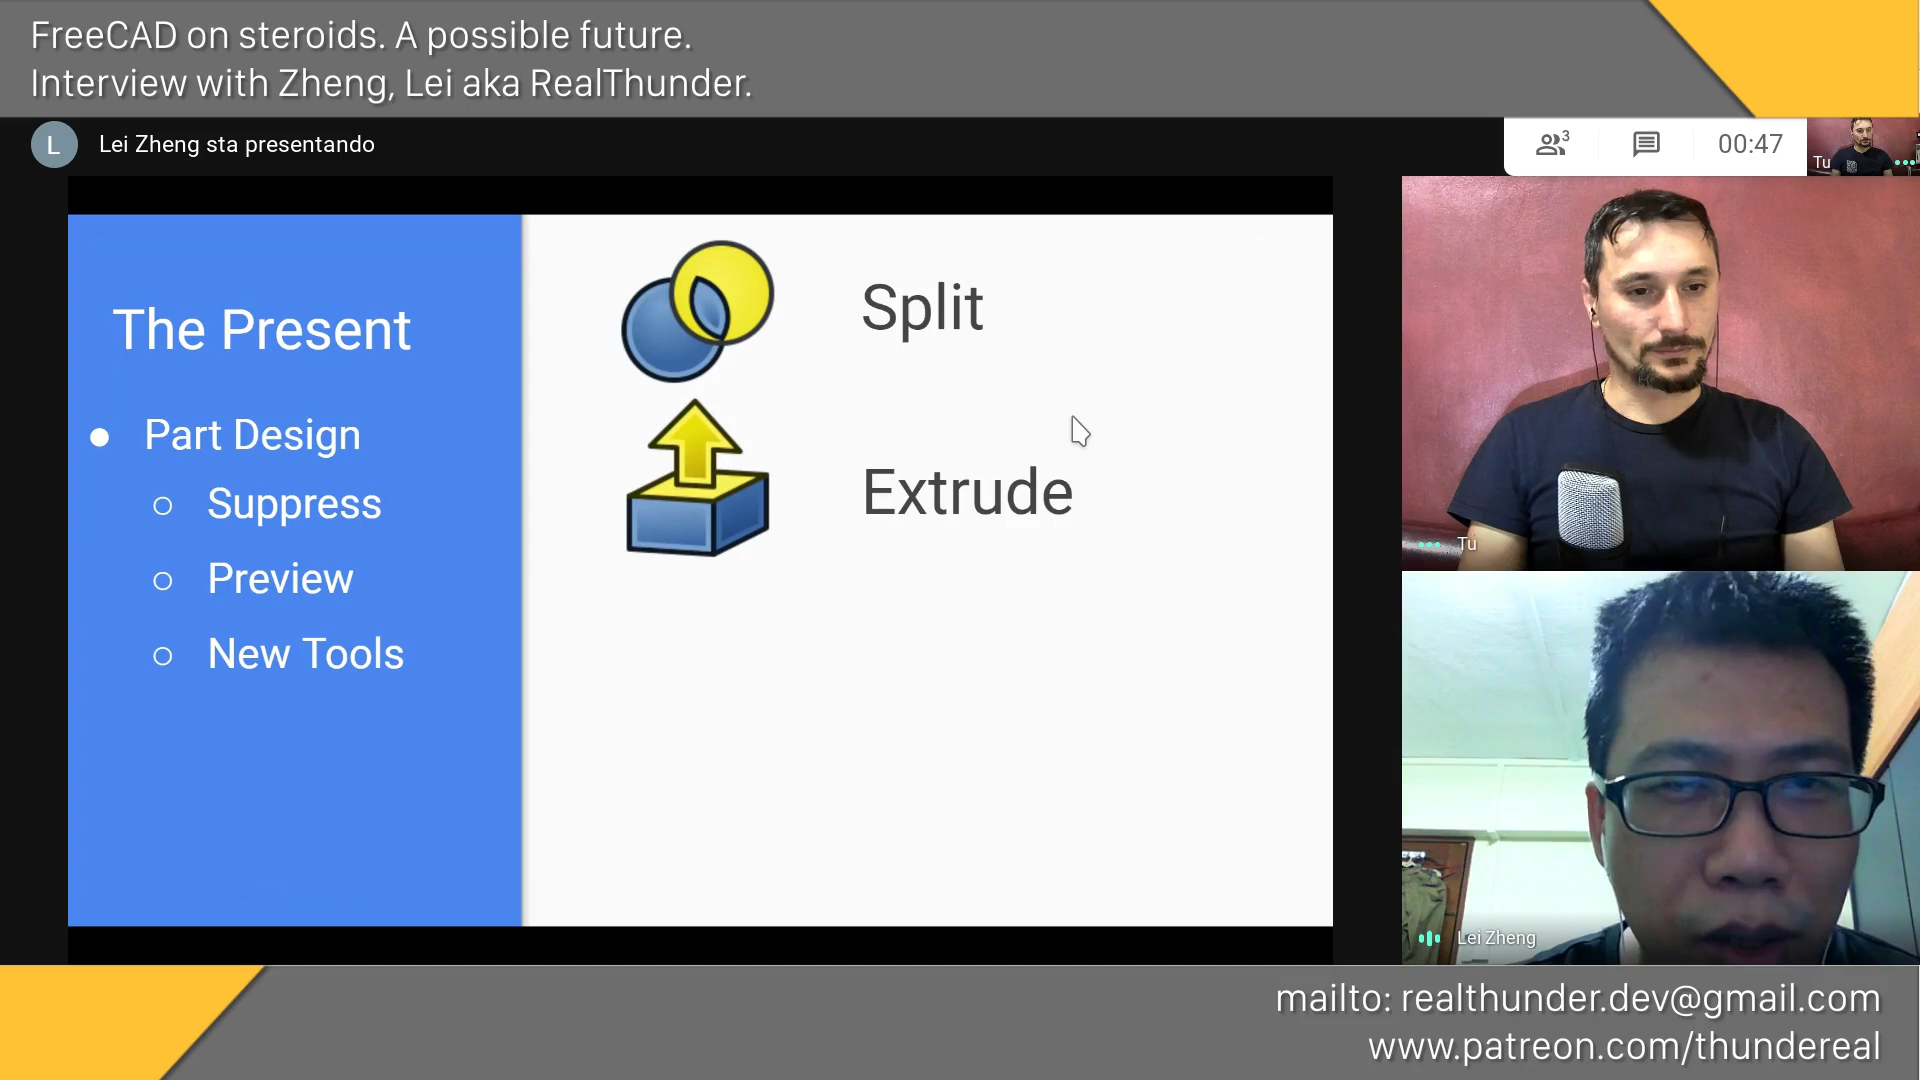 FreeCAD on steroids. A possible future.
Interview with Zheng, Lei aka RealThunder.
L
Lei Zheng sta presentando
3
00:47
Tu
The Present
Part Design
Suppress
Preview
New Tools
Split
Extrude
Tu
Lei Zheng
mailto: realthunder.dev@gmail.com
www.patreon.com/thundereal